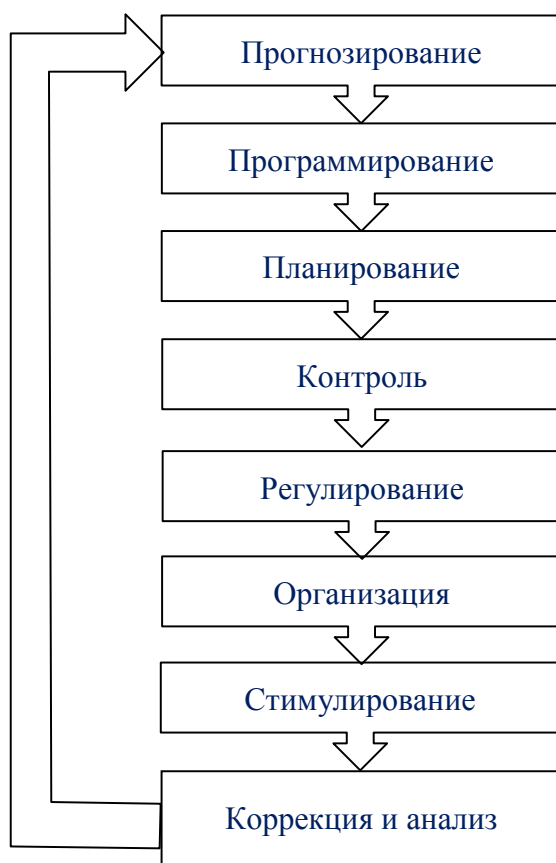 Прогнозирование
Программирование
Планирование
Контроль
Регулирование
Организация
Стимулирование
Коррекция и анализ